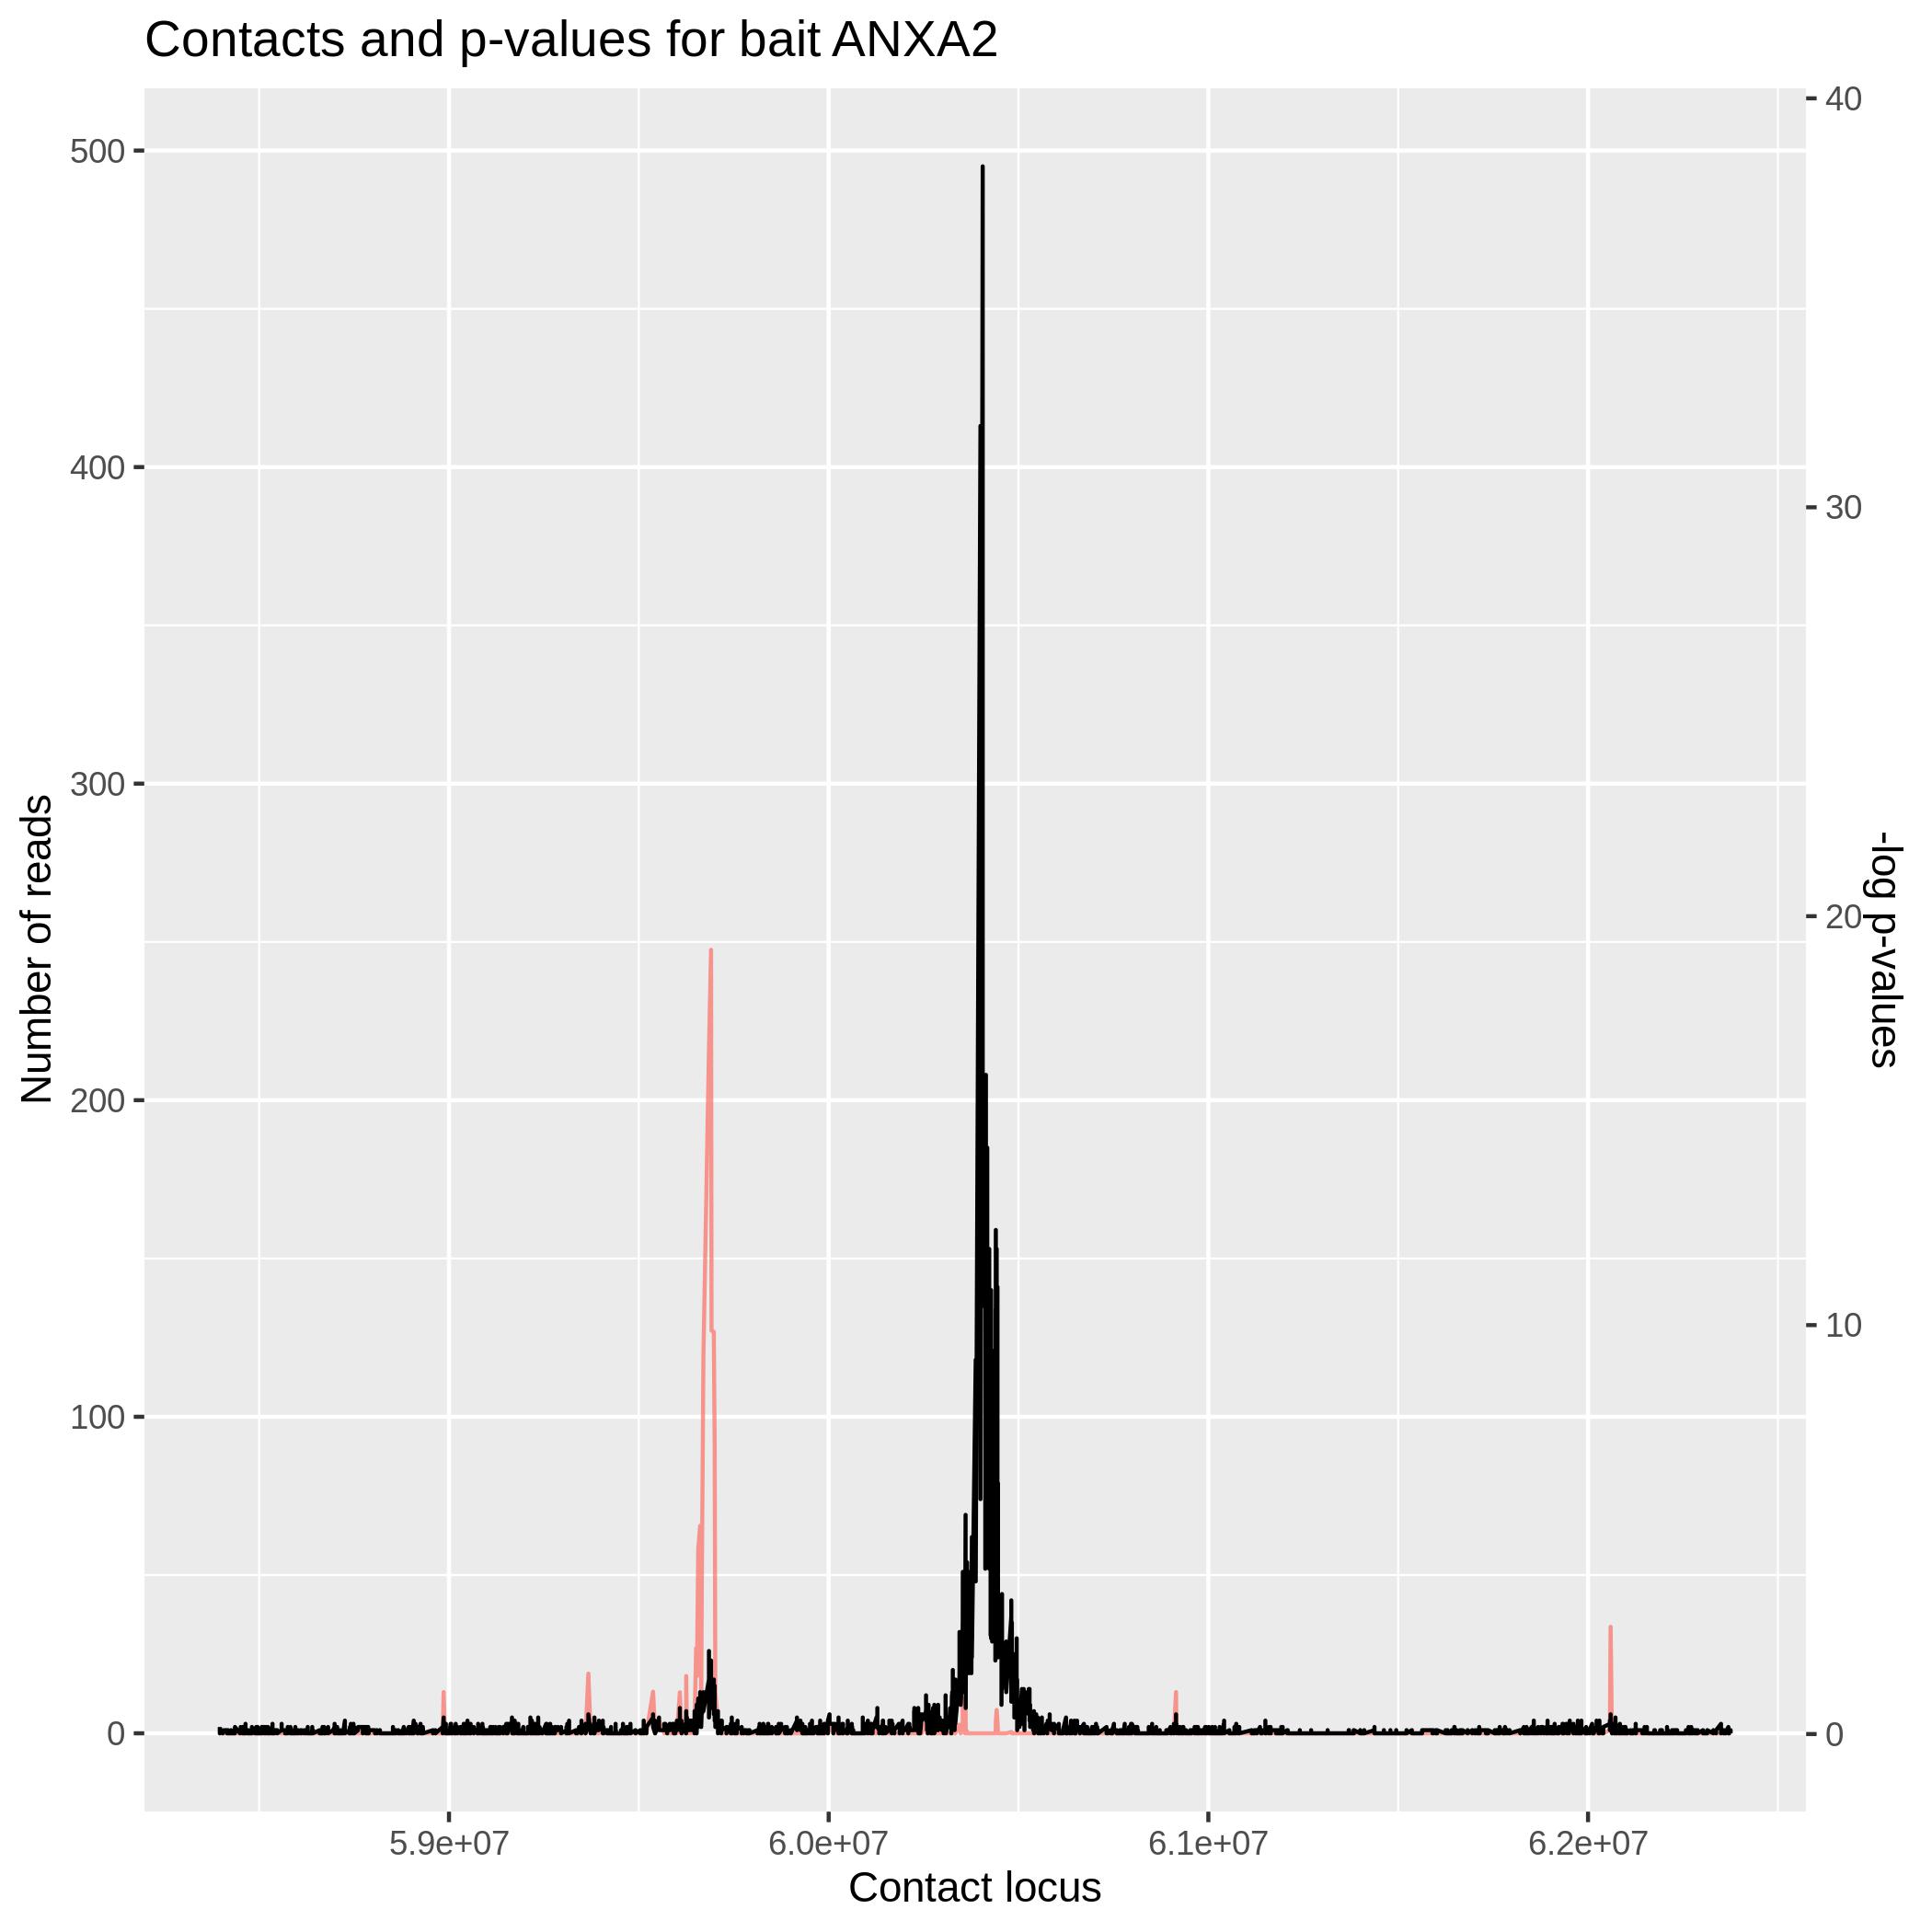 Contacts and p-values for bait ANXA2
Number of reads
500
400
300
200
100
0
40
30
20
10
0
-log p-values
5.9e+07
6.0e+07
6.1e+07
6.2e+07
Contact locus